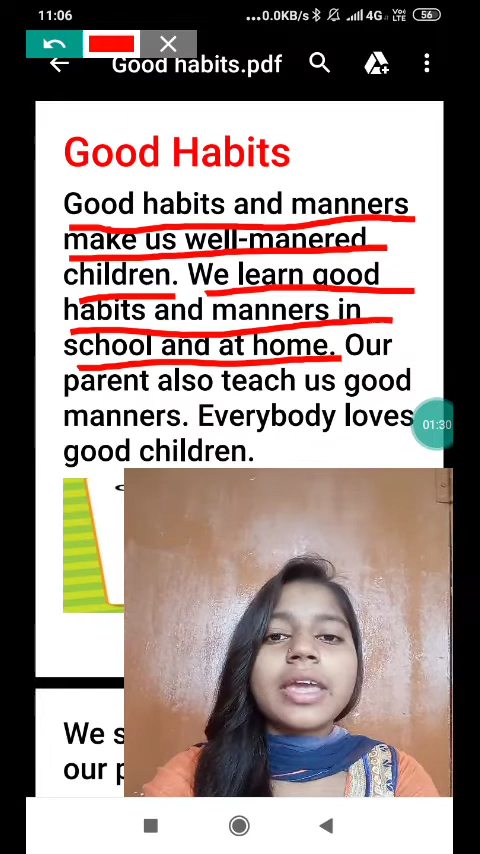 11:06
...0.0KB/s 4G Vo LTE 56
Good habits.pdf
Good Habits
Good habits and manners
make us well-manered
children. We learn good
habits and manners in
school and at home. Our
parent also teach us good
manners. Everybody loves
good children.
01:30
We s
our p